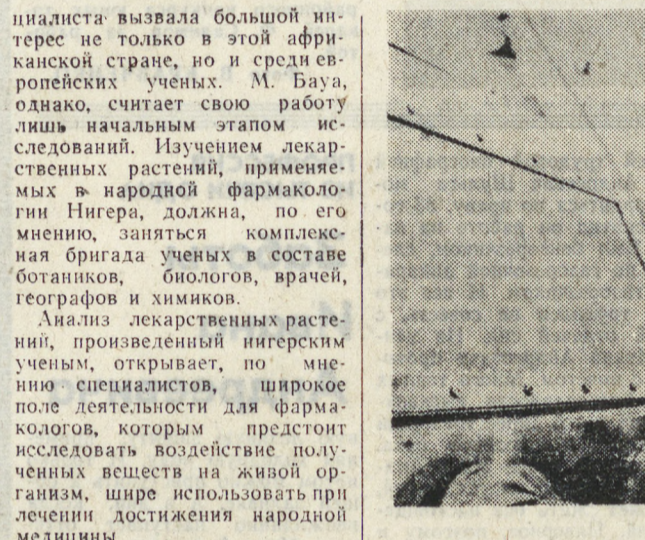 циалиста вызвала большой ин-
терес не только в этой афри-
канской стране, но и среди ев-
ропейских ученых. М. Бауа,
однако, считает свою работу
лишь начальным этапом ис-
следований. Изучением лекар-
ственных растений, применяе-
мых в народной фармаколо-
гии Нигера, должна, по его
мнению, заняться комплекс-
ная бригада ученых в составе
ботаников, биологов, врачей,
географов и химиков.
Анализ лекарственных расте-
ний, произведенный нигерским
ученым, открывает, по мне-
нию специалистов, широкое
поле деятельности для фарма-
кологов, которым предстоит
исследовать воздействие полу-
ченных веществ на живой ор-
ганизм, шире использовать при
лечении достижения народной
медицины